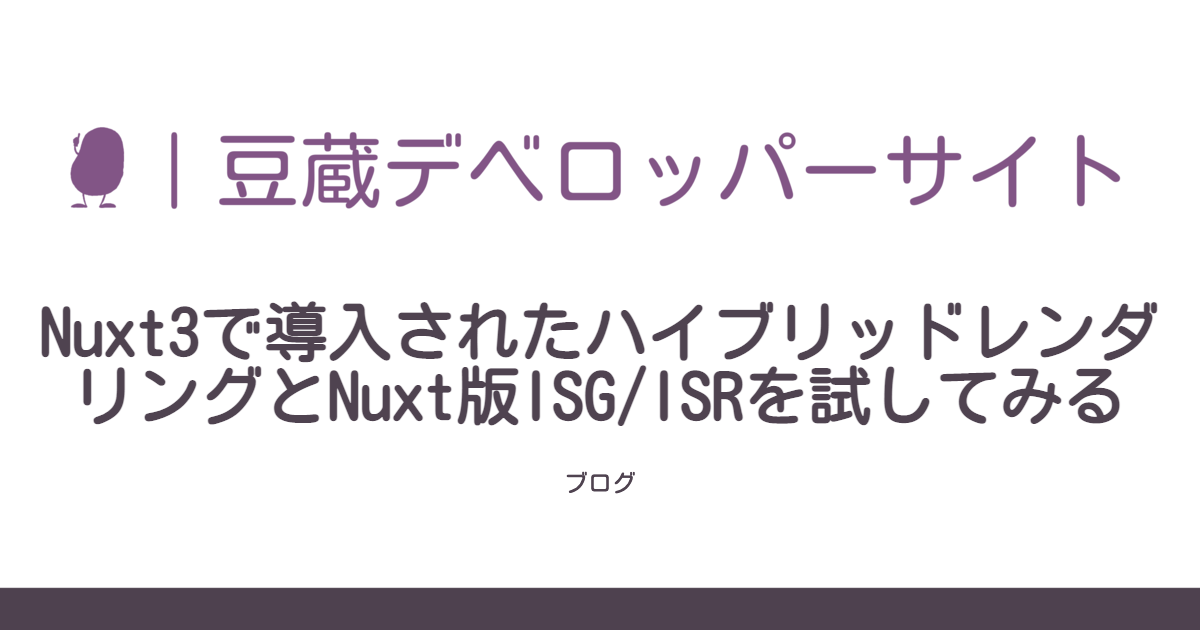 ｜豆蔵デベロッパーサイト
Nuxt3で導入されたハイブリッドレンダ
リングとNuxt版ISG/ISRを試してみる
ブログ